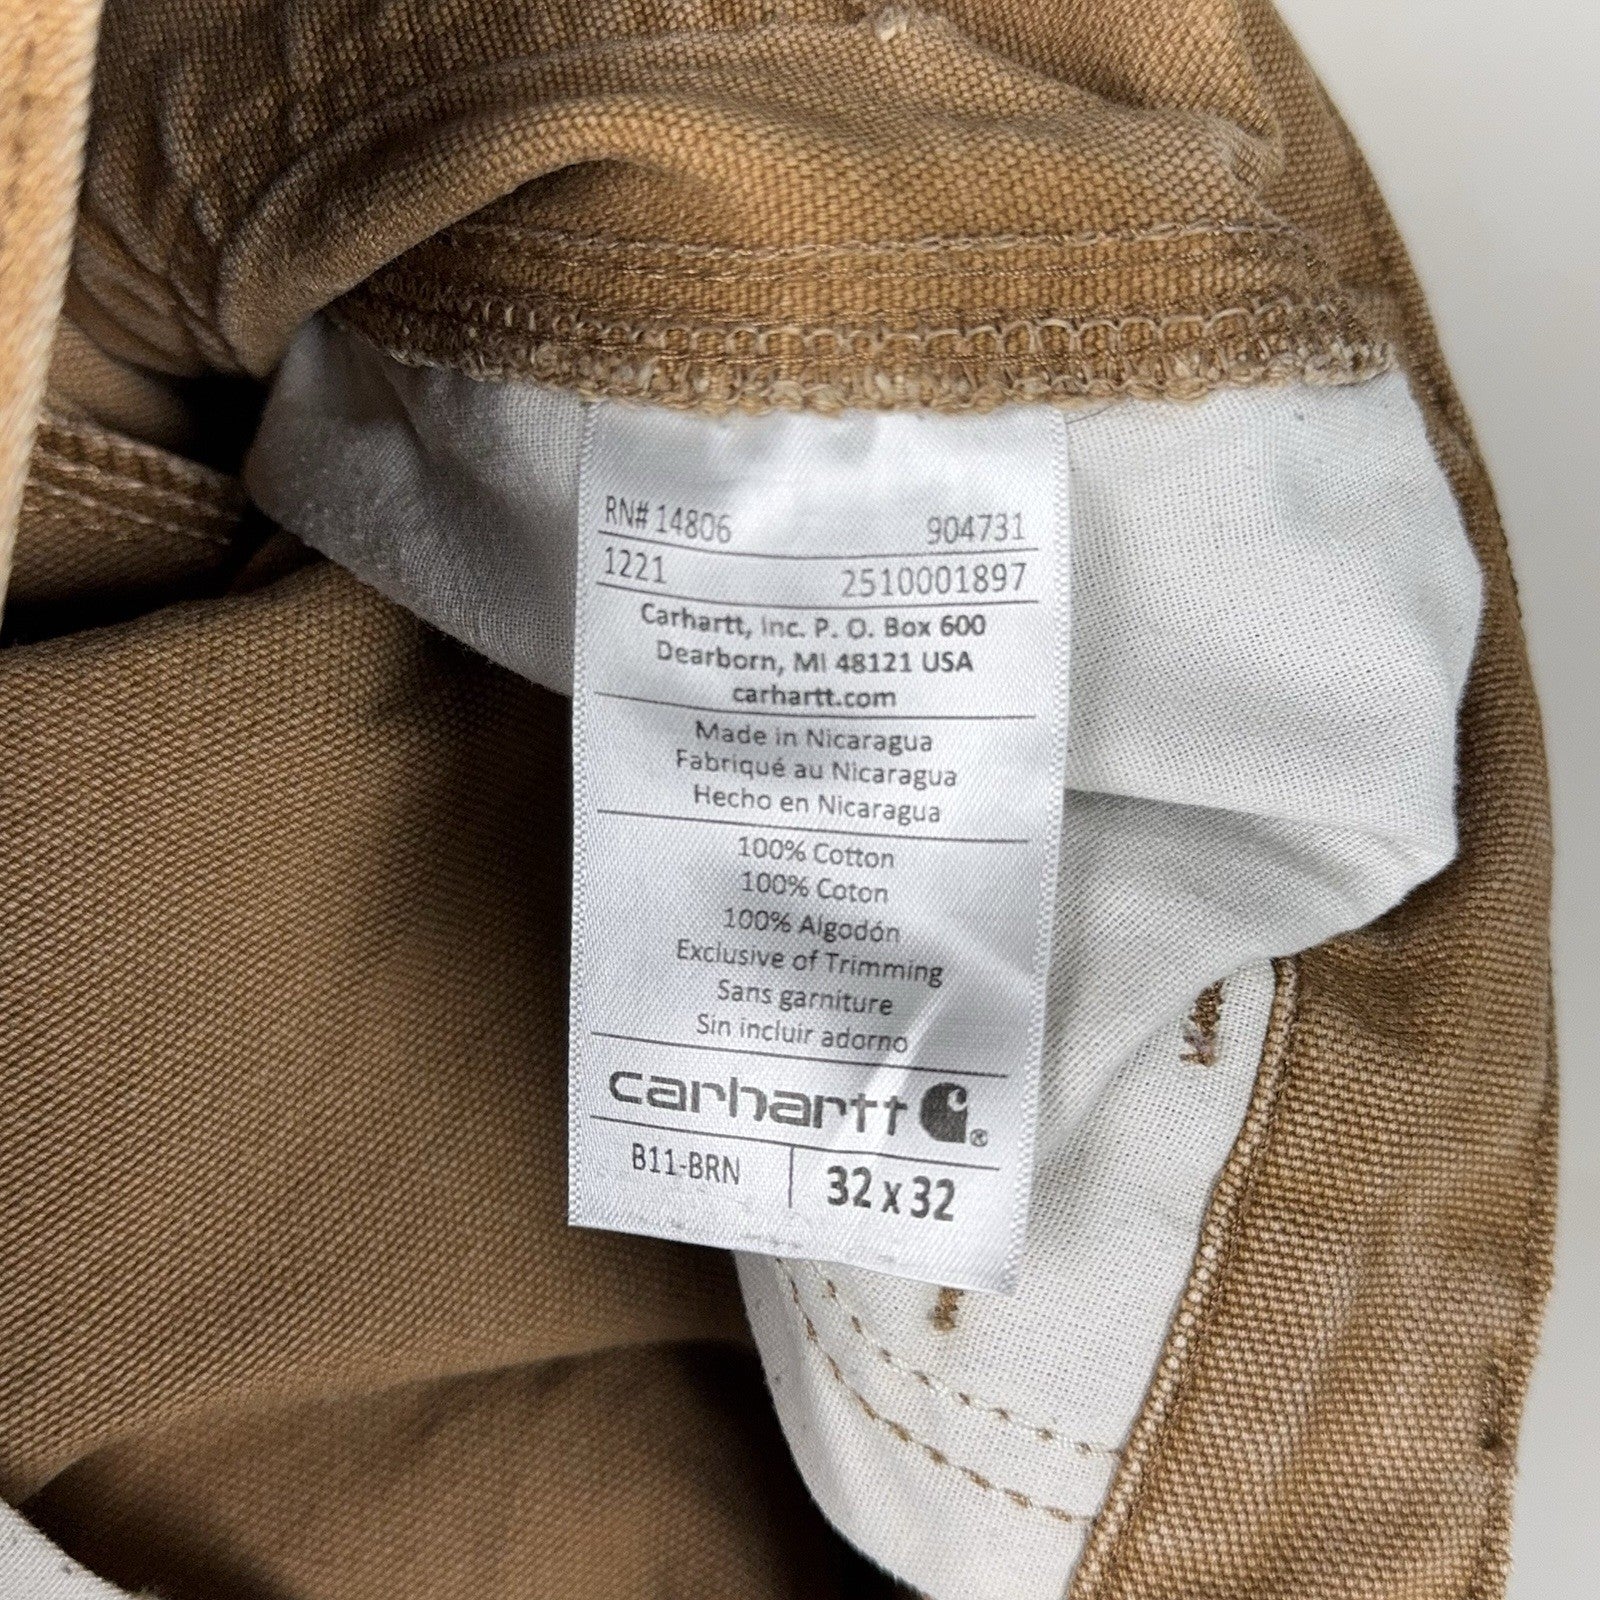 RN# 14806 904731
1221 2510001897
Carhartt, Inc. P. O. Box 600
Dearborn, MI 48121 USA
carhartt.com
Made in Nicaragua
Fabriqué au Nicaragua
Hecho en Nicaragua
100% Cotton
100% Coton
100% Algodón
Exclusive of Trimming
Sans garniture
Sin incluir adorno
carhartt ®
B11-BRN 32 x 32